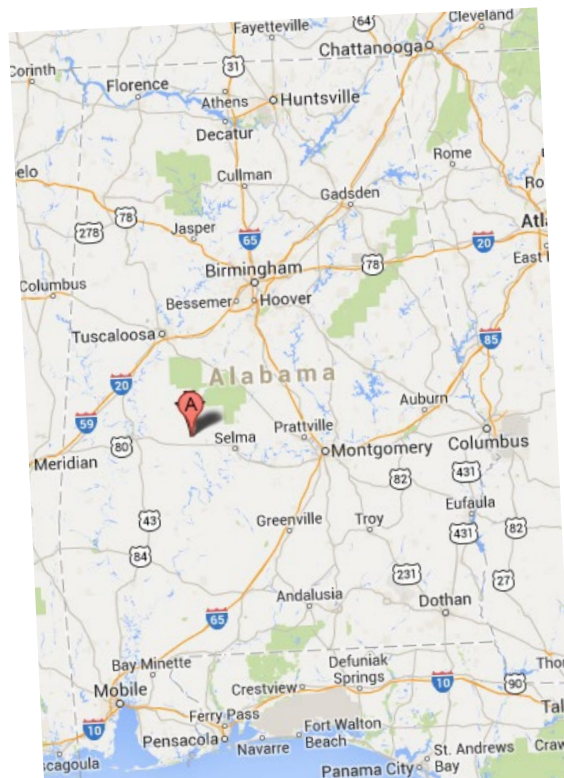 Cleveland
Fayetteville
64
Chattanooga
Corinth
31
Florence
Athens
Huntsville
Decatur
Rome
elo
Cullman
Gadsden
Ro
78
278
Jasper
65
Atl
20
East
Birmingham
78
Columbus
Bessemer
Hoover
Tuscaloosa
85
Alabama
20
A
Auburn
59
80
Selma
Prattville
Columbus
Meridian
Montgomery
431
82
43
Greenville
Troy
Eufaula
82
84
431
231
27
Andalusia
Dothan
65
Bay Minette
Defuniak
Springs
Tho
Crestview
10
90
Mobile
Tal
Ferry Pass
10
Pensacola
Navarre
Fort Walton
Beach
St. Andrews
Bay
Craw
scagoula
Panama City